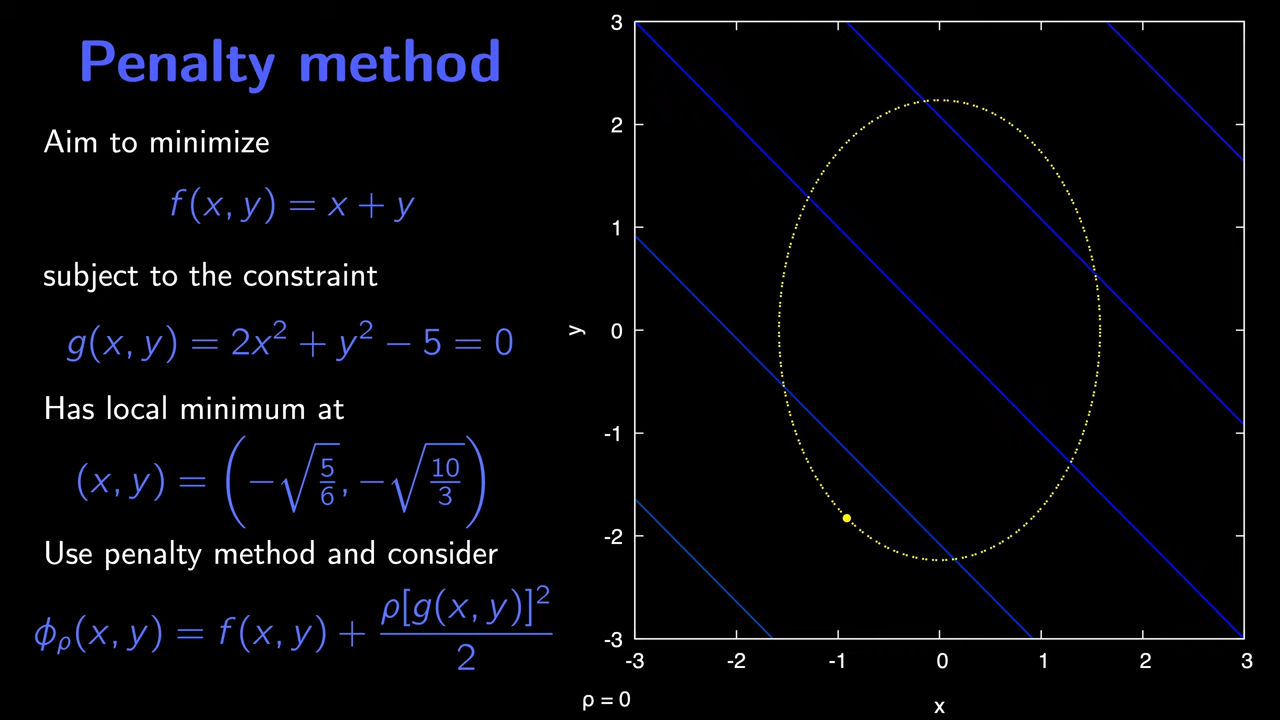 Penalty method
Aim to minimize
f(x, y) = x + y
subject to the constraint
g(x, y) = 2x² + y² − 5 = 0
Has local minimum at
(x, y) = (−√(5/6), −√(10/3))
Use penalty method and consider
ϕρ(x, y) = f(x, y) + ρ[g(x, y)]²/2
3
2
1
0
-1
-2
-3
y
-3 -2 -1 0 1 2 3
ρ = 0
x